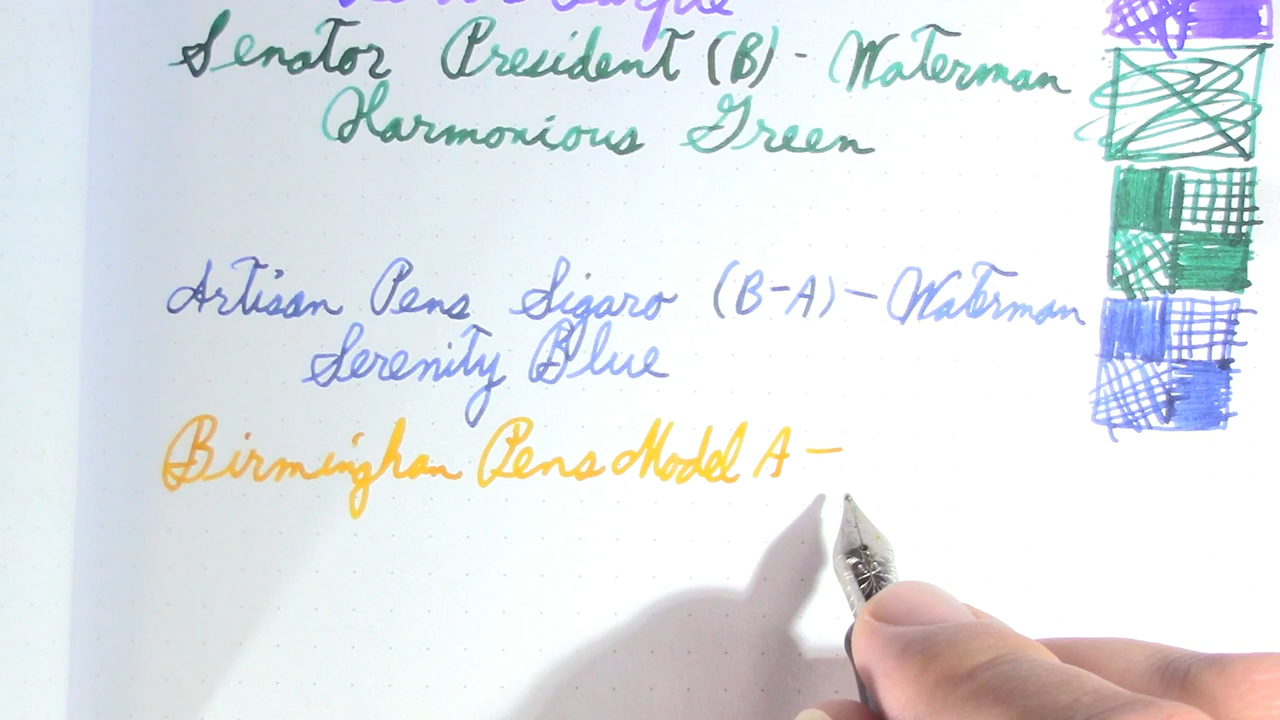 Senator President (B) - Waterman
Harmonious Green
Artisan Pens Sigaro (B-A) - Waterman
Serenity Blue
Birmingham Pens Model A -